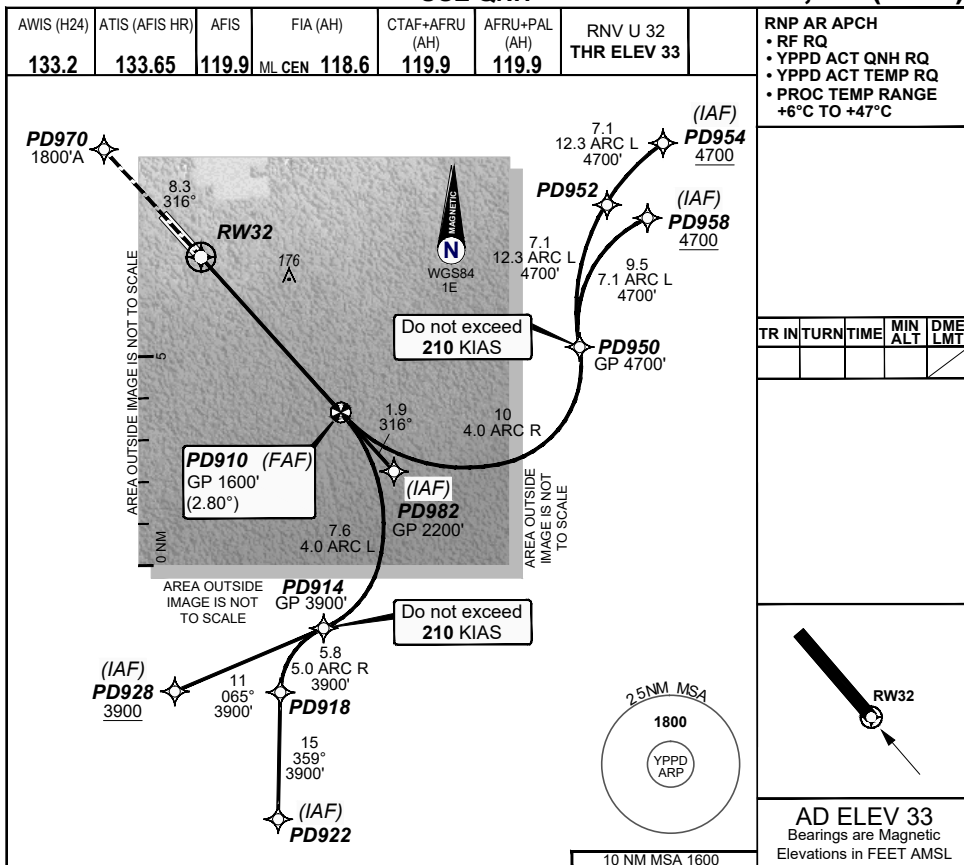 AWIS (H24)
133.2
ATIS (AFIS HR)
133.65
AFIS
119.9
FIA (AH)
ML CEN 118.6
CTAF+AFRU
(AH)
119.9
AFRU+PAL
(AH)
119.9
RNV U 32
THR ELEV 33
RNP AR APCH
• RF RQ
• YPPD ACT QNH RQ
• YPPD ACT TEMP RQ
• PROC TEMP RANGE
+6°C TO +47°C
PD970
1800'A
8.3
316°
RW32
176
MAGNETIC
N
WGS84
1E
7.1
12.3 ARC L
4700'
(IAF)
PD954
4700
PD952
(IAF)
PD958
4700
7.1
12.3 ARC L
4700'
9.5
7.1 ARC L
4700'
Do not exceed
210 KIAS
PD950
GP 4700'
AREA OUTSIDE IMAGE IS NOT TO SCALE
5
0 NM
1.9
316°
10
4.0 ARC R
PD910 (FAF)
GP 1600'
(2.80°)
(IAF)
PD982
GP 2200'
7.6
4.0 ARC L
AREA OUTSIDE
IMAGE IS NOT
TO SCALE
AREA OUTSIDE
IMAGE IS NOT
TO SCALE
PD914
GP 3900'
Do not exceed
210 KIAS
(IAF)
PD928
3900
11
065°
3900'
5.8
5.0 ARC R
3900'
PD918
15
359°
3900'
(IAF)
PD922
25NM MSA
1800
YPPD
ARP
10 NM MSA 1600
TR IN TURN TIME MIN ALT DME LMT
RW32
AD ELEV 33
Bearings are Magnetic
Elevations in FEET AMSL